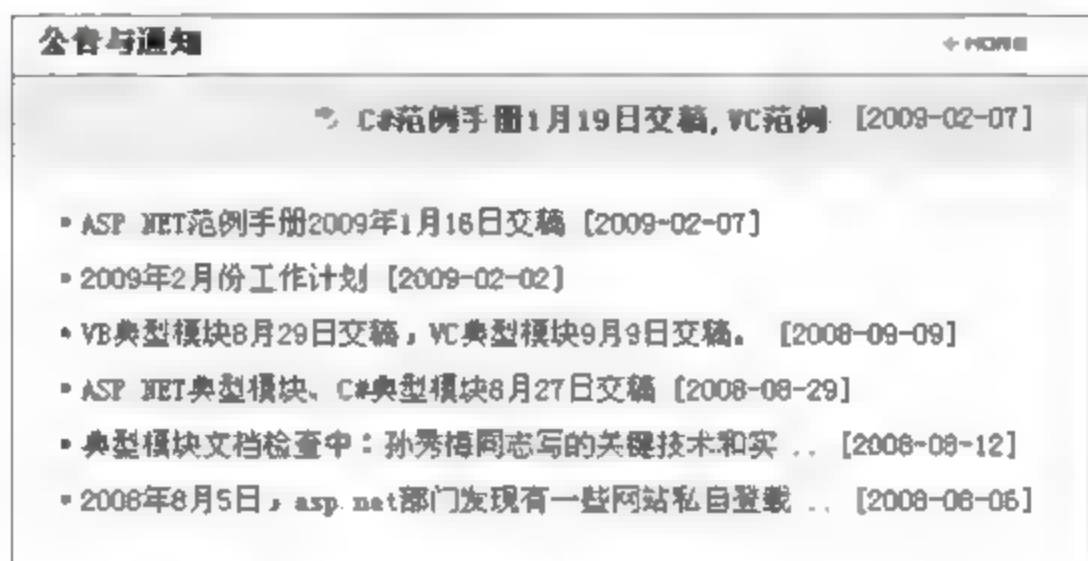 公告与通知 + MORE
C#范例手册1月19日交稿,VC范例 [2009-02-07]
ASP NET范例手册2009年1月16日交稿 [2009-02-07]
2009年2月份工作计划 [2009-02-02]
VB典型模块8月29日交稿，VC典型模块9月9日交稿。 [2008-09-09]
ASP NET典型模块、C#典型模块8月27日交稿 [2008-08-29]
典型模块文档检查中：孙秀梅同志写的关键技术和实 .. [2008-08-12]
2008年8月5日，asp.net部门发现有一些网站私自登载 .. [2008-08-06]